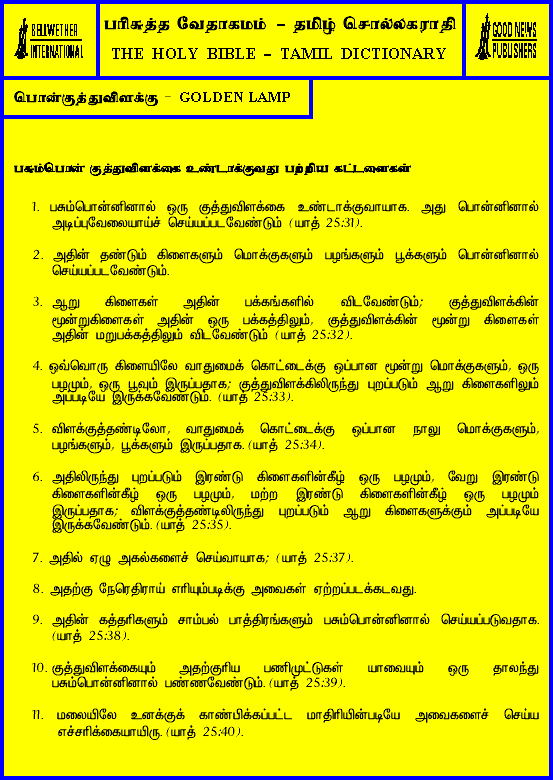 BELLWETHER
INTERNATIONAL
பரிசுத்த வேதாகமம் – தமிழ் சொல்லகராதி
THE HOLY BIBLE – TAMIL DICTIONARY
GOOD NEWS
PUBLISHERS
பொன்குத்துவிளக்கு – GOLDEN LAMP
பசும்பொன் குத்துவிளக்கை உண்டாக்குவது பற்றிய கட்டளைகள்
1. பசும்பொன்னினால் ஒரு குத்துவிளக்கை உண்டாக்குவாயாக. அது பொன்னினால்
அடிப்புவேலையாய்ச் செய்யப்படவேண்டும் (யாத் 25:31).
2. அதின் தண்டும் கிளைகளும் மொக்குகளும் பழங்களும் பூக்களும் பொன்னினால்
செய்யப்படவேண்டும்.
3. ஆறு கிளைகள் அதின் பக்கங்களில் விடவேண்டும்; குத்துவிளக்கின்
மூன்றுகிளைகள் அதின் ஒரு பக்கத்திலும், குத்துவிளக்கின் மூன்று கிளைகள்
அதின் மறுபக்கத்திலும் விடவேண்டும் (யாத் 25:32).
4. ஒவ்வொரு கிளையிலே வாதுமைக் கொட்டைக்கு ஒப்பான மூன்று மொக்குகளும், ஒரு
பழமும், ஒரு பூவும் இருப்பதாக; குத்துவிளக்கிலிருந்து புறப்படும் ஆறு கிளைகளிலும்
அப்படியே இருக்கவேண்டும். (யாத் 25:33).
5. விளக்குத்தண்டிலோ, வாதுமைக் கொட்டைக்கு ஒப்பான நாலு மொக்குகளும்,
பழங்களும், பூக்களும் இருப்பதாக. (யாத் 25:34).
6. அதிலிருந்து புறப்படும் இரண்டு கிளைகளின்கீழ் ஒரு பழமும், வேறு இரண்டு
கிளைகளின்கீழ் ஒரு பழமும், மற்ற இரண்டு கிளைகளின்கீழ் ஒரு பழமும்
இருப்பதாக; விளக்குத்தண்டிலிருந்து புறப்படும் ஆறு கிளைகளுக்கும் அப்படியே
இருக்கவேண்டும். (யாத் 25:35).
7. அதில் ஏழு அகல்களைச் செய்வாயாக; (யாத் 25:37).
8. அதற்கு நேரெதிராய் எரியும்படிக்கு அவைகள் ஏற்றப்படக்கடவது.
9. அதின் கத்தரிகளும் சாம்பல் பாத்திரங்களும் பசும்பொன்னினால் செய்யப்படுவதாக.
(யாத் 25:38).
10. குத்துவிளக்கையும் அதற்குரிய பணிமுட்டுகள் யாவையும் ஒரு தாலந்து
பசும்பொன்னினால் பண்ணவேண்டும். (யாத் 25:39).
11. மலையிலே உனக்குக் காண்பிக்கப்பட்ட மாதிரியின்படியே அவைகளைச் செய்ய
எச்சரிக்கையாயிரு. (யாத் 25:40).